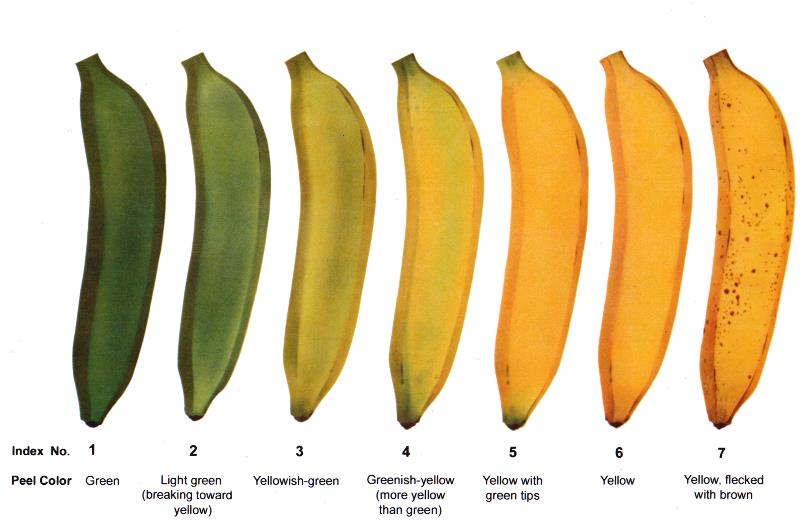 Index No. 1 2 3 4 5 6 7
Peel Color Green Light green Yellowish-green Greenish-yellow Yellow with Yellow Yellow, flecked
(breaking toward (more yellow green tips with brown
yellow) than green)